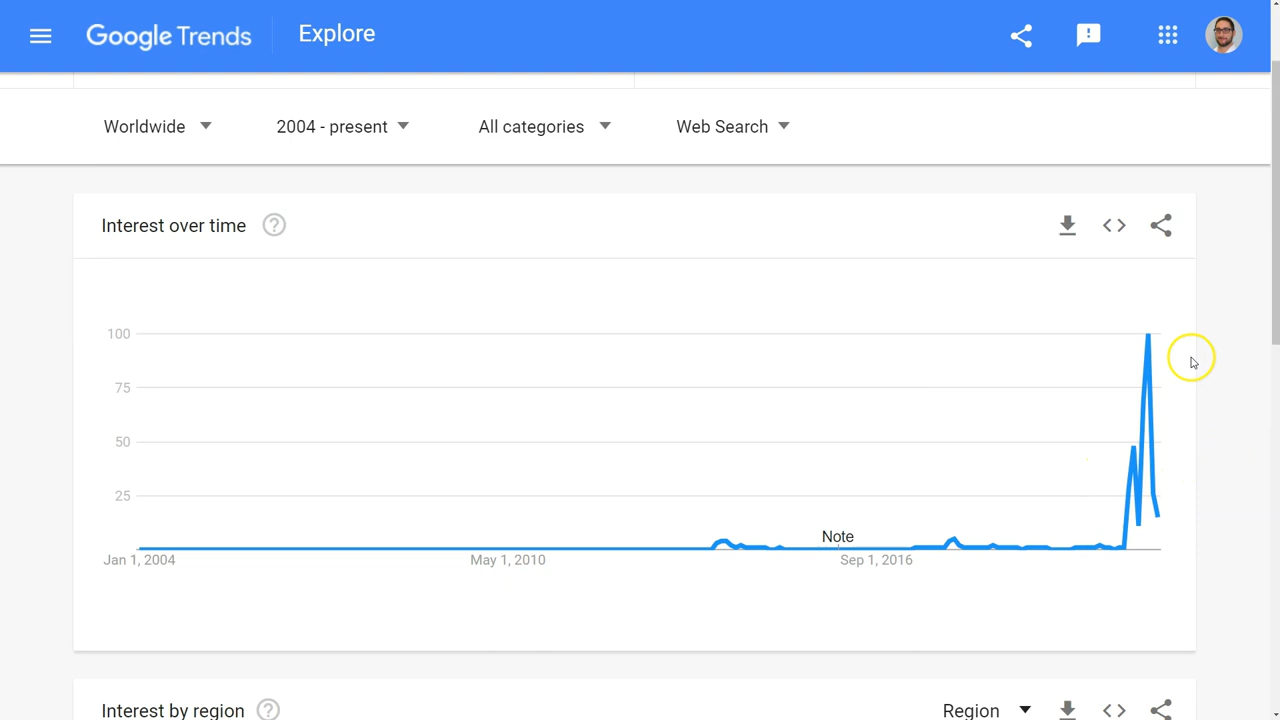 Google Trends Explore
Worldwide 2004 - present All categories Web Search
Interest over time
100
75
50
25
Note
Jan 1, 2004 May 1, 2010 Sep 1, 2016
Interest by region Region